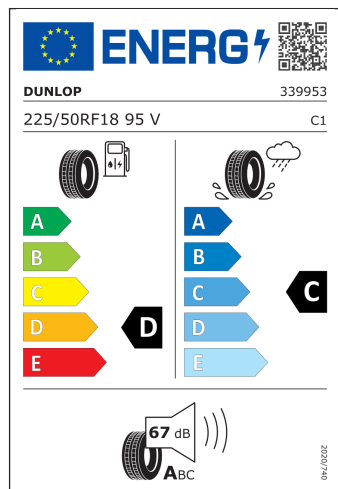 ENERG
DUNLOP 339953
225/50RF18 95 V C1
A A
B B
C C C
D D D
E E
67 dB
ABC
2020/740